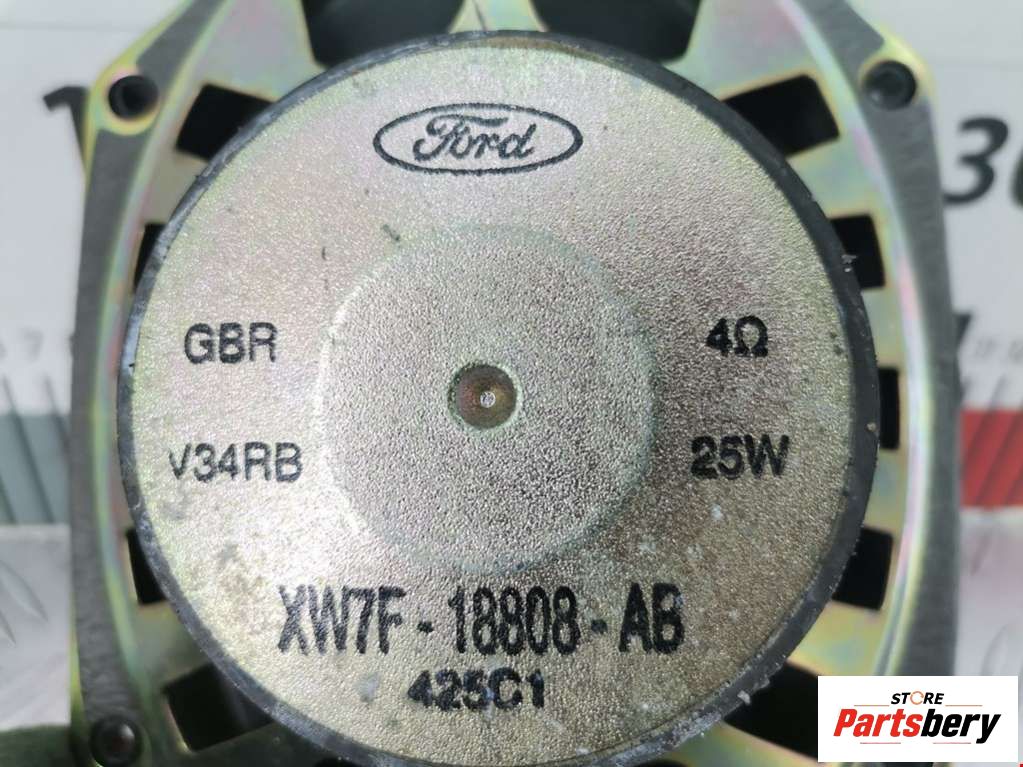 Ford
GBR
4Ω
V34RB
25W
XW7F-18808-AB
425C1
STORE
Partsbery